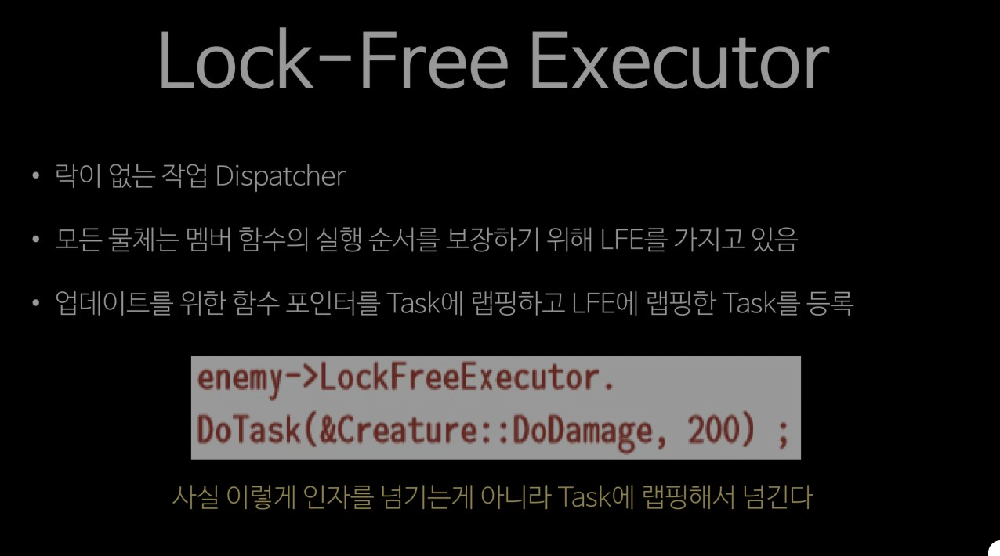 Lock-Free Executor
• 락이 없는 작업 Dispatcher
• 모든 물체는 멤버 함수의 실행 순서를 보장하기 위해 LFE를 가지고 있음
• 업데이트를 위한 함수 포인터를 Task에 랩핑하고 LFE에 랩핑한 Task를 등록
enemy->LockFreeExecutor.
DoTask(&Creature::DoDamage, 200) ;
사실 이렇게 인자를 넘기는게 아니라 Task에 랩핑해서 넘긴다